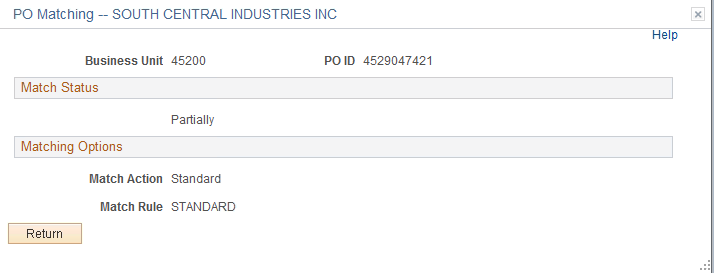 PO Matching -- SOUTH CENTRAL INDUSTRIES INC
Help
Business Unit 45200 PO ID 4529047421
Match Status
Partially
Matching Options
Match Action Standard
Match Rule STANDARD
Return